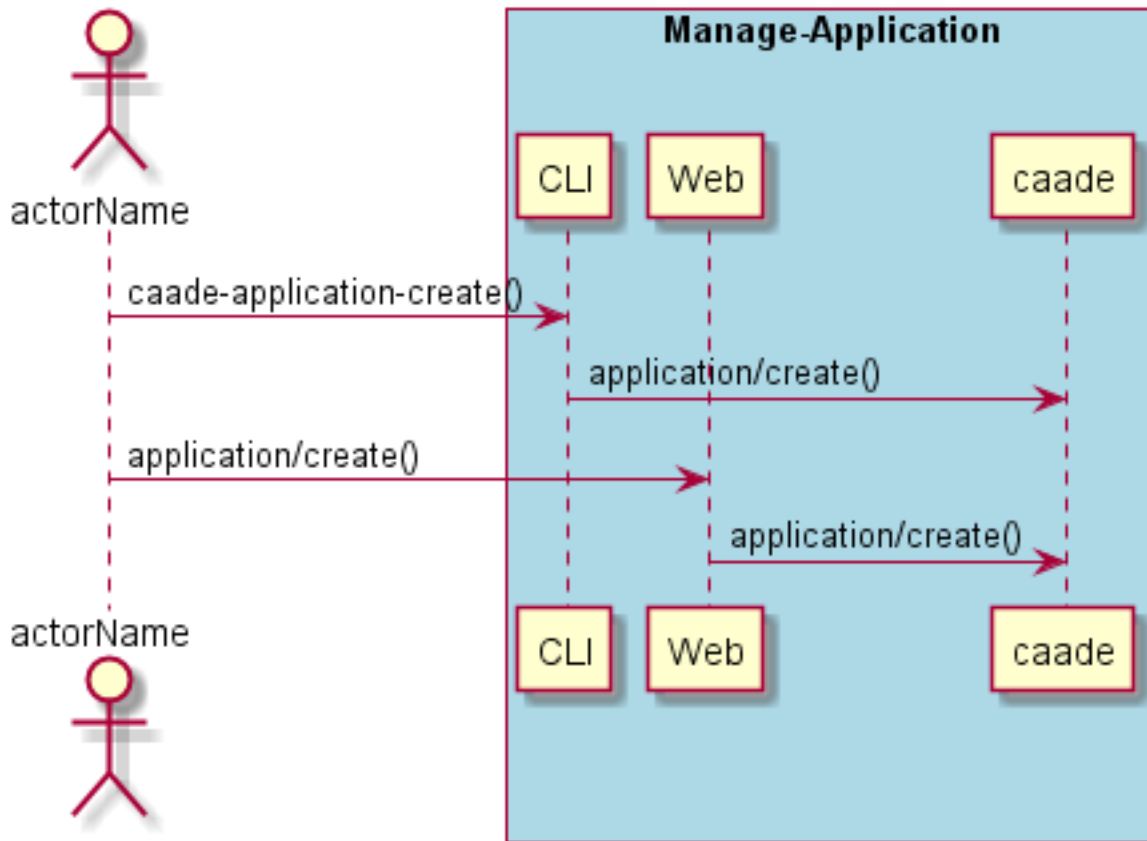 Manage-Application
actorName
CLI
Web
caade
caade-application-create()
application/create()
application/create()
application/create()
actorName
CLI
Web
caade